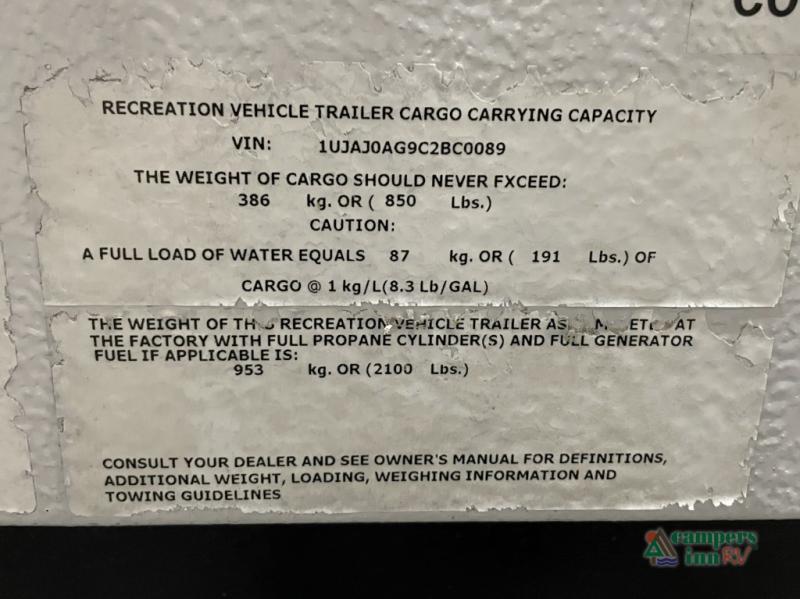 CO
RECREATION VEHICLE TRAILER CARGO CARRYING CAPACITY
VIN: 1UJAJ0AG9C2BC0089
THE WEIGHT OF CARGO SHOULD NEVER FXCEED:
386 kg. OR ( 850 Lbs.)
CAUTION:
A FULL LOAD OF WATER EQUALS 87 kg. OR ( 191 Lbs.) OF
CARGO @ 1 kg/L(8.3 Lb/GAL)
THE WEIGHT OF RECREATION VEHICLE TRAILER AT
THE FACTORY WITH FULL PROPANE CYLINDER(S) AND FULL GENERATOR
FUEL IF APPLICABLE IS:
953 kg. OR (2100 Lbs.)
CONSULT YOUR DEALER AND SEE OWNER'S MANUAL FOR DEFINITIONS,
ADDITIONAL WEIGHT, LOADING, WEIGHING INFORMATION AND
TOWING GUIDELINES
campers
inn RV